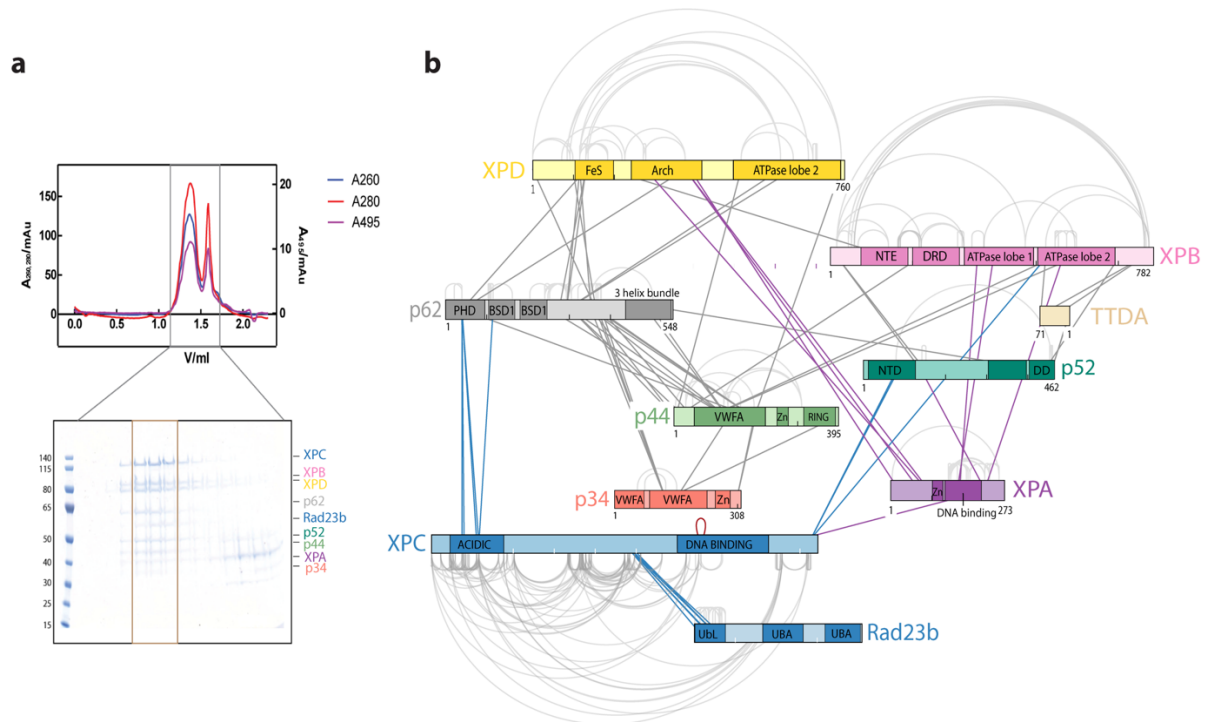 a
b
150
100
50
0
A260, 280/mAu
20
10
0
A495/mAu
0.0 0.5 1.0 1.5 2.0
V/ml
A260
A280
A495
140
115
80
65
50
40
30
25
15
XPC
XPB
XPD
p62
Rad23b
p52
p44
XPA
p34
XPD
FeS Arch ATPase lobe 2
1 760
NTE DRD ATPase lobe 1 ATPase lobe 2
XPB
1 782
3 helix bundle
p62
PHD BSD1 BSD1
1 548
TTDA
71 1
NTD DD
p52
1 462
p44
VWFA Zn RING
1 395
Zn
XPA
1 273
DNA binding
p34
VWFA VWFA Zn
1 308
XPC
ACIDIC DNA BINDING
UbL UBA UBA
Rad23b